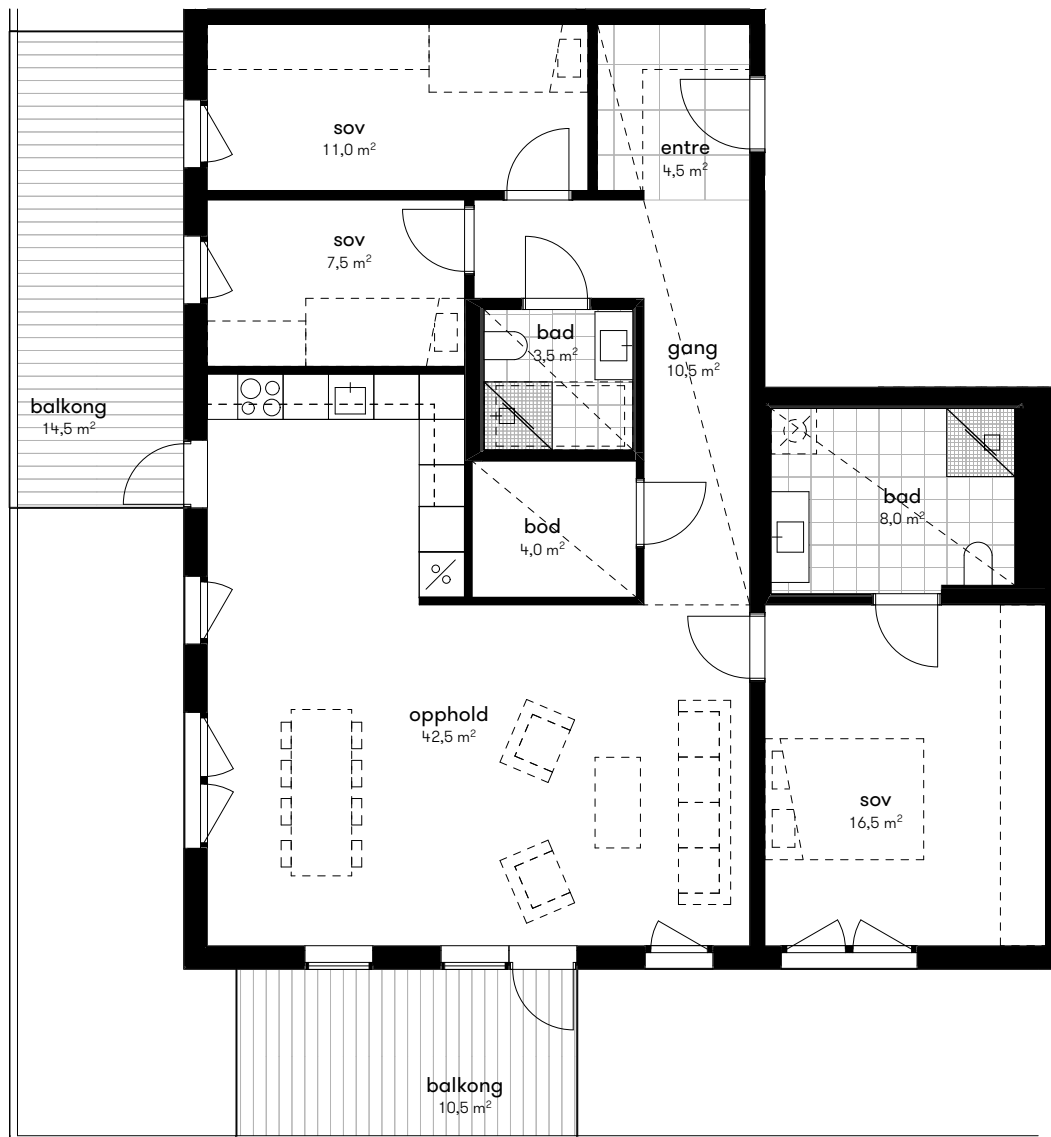 sov
11,0 m²
entre
4,5 m²
sov
7,5 m²
bad
3,5 m²
gang
10,5 m²
balkong
14,5 m²
bad
8,0 m²
bod
4,0 m²
opphold
42,5 m²
sov
16,5 m²
balkong
10,5 m²